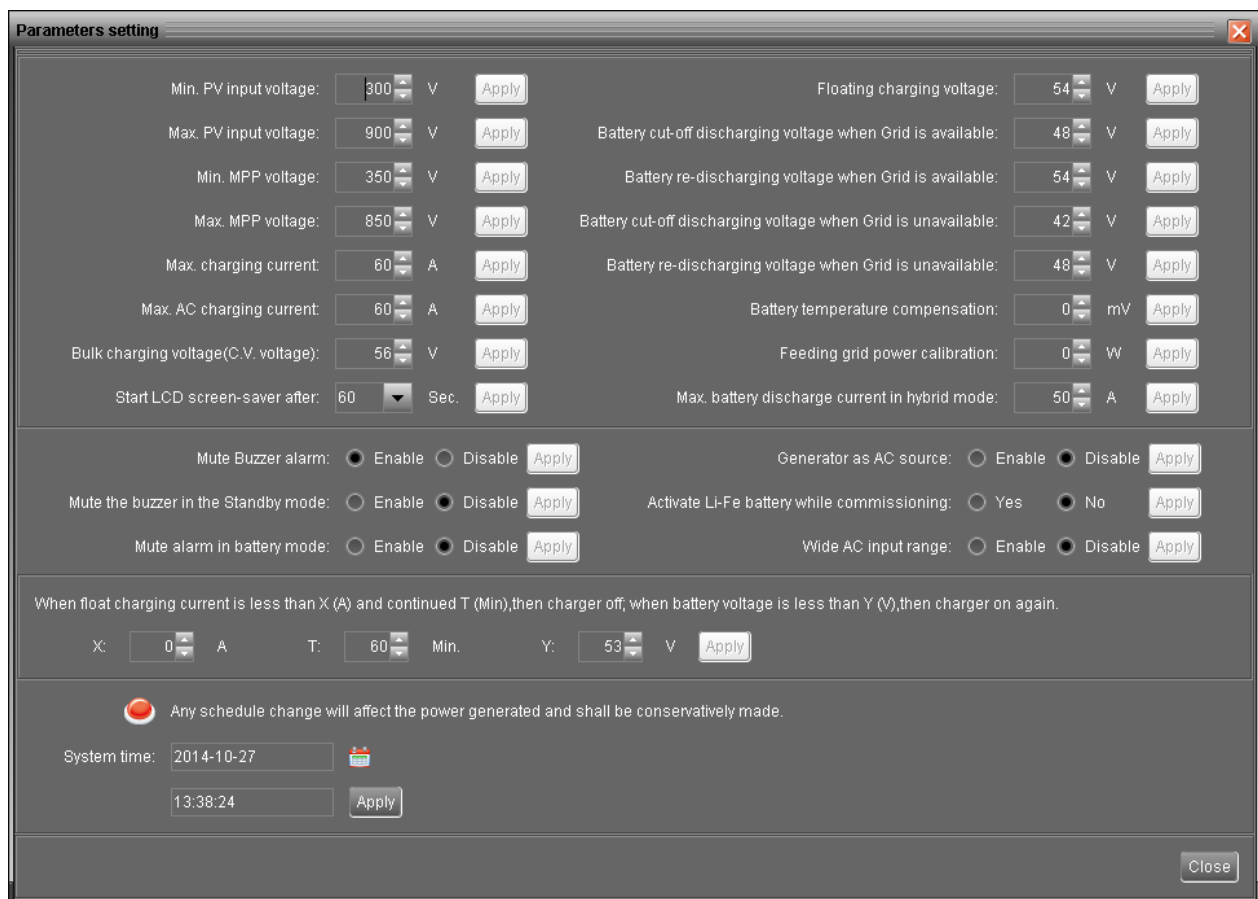 Parameters setting
Min. PV input voltage: 300 V Apply Floating charging voltage: 54 V Apply
Max. PV input voltage: 900 V Apply Battery cut-off discharging voltage when Grid is available: 48 V Apply
Min. MPP voltage: 350 V Apply Battery re-discharging voltage when Grid is available: 54 V Apply
Max. MPP voltage: 850 V Apply Battery cut-off discharging voltage when Grid is unavailable: 42 V Apply
Max. charging current: 60 A Apply Battery re-discharging voltage when Grid is unavailable: 48 V Apply
Max. AC charging current: 60 A Apply Battery temperature compensation: 0 mV Apply
Bulk charging voltage(C.V. voltage): 56 V Apply Feeding grid power calibration: 0 W Apply
Start LCD screen-saver after: 60 Sec. Apply Max. battery discharge current in hybrid mode: 50 A Apply
Mute Buzzer alarm: Enable Disable Apply Generator as AC source: Enable Disable Apply
Mute the buzzer in the Standby mode: Enable Disable Apply Activate Li-Fe battery while commissioning: Yes No Apply
Mute alarm in battery mode: Enable Disable Apply Wide AC input range: Enable Disable Apply
When float charging current is less than X (A) and continued T (Min),then charger off; when battery voltage is less than Y (V),then charger on again.
X: 0 A T: 60 Min. Y: 53 V Apply
Any schedule change will affect the power generated and shall be conservatively made.
System time: 2014-10-27
13:38:24 Apply
Close